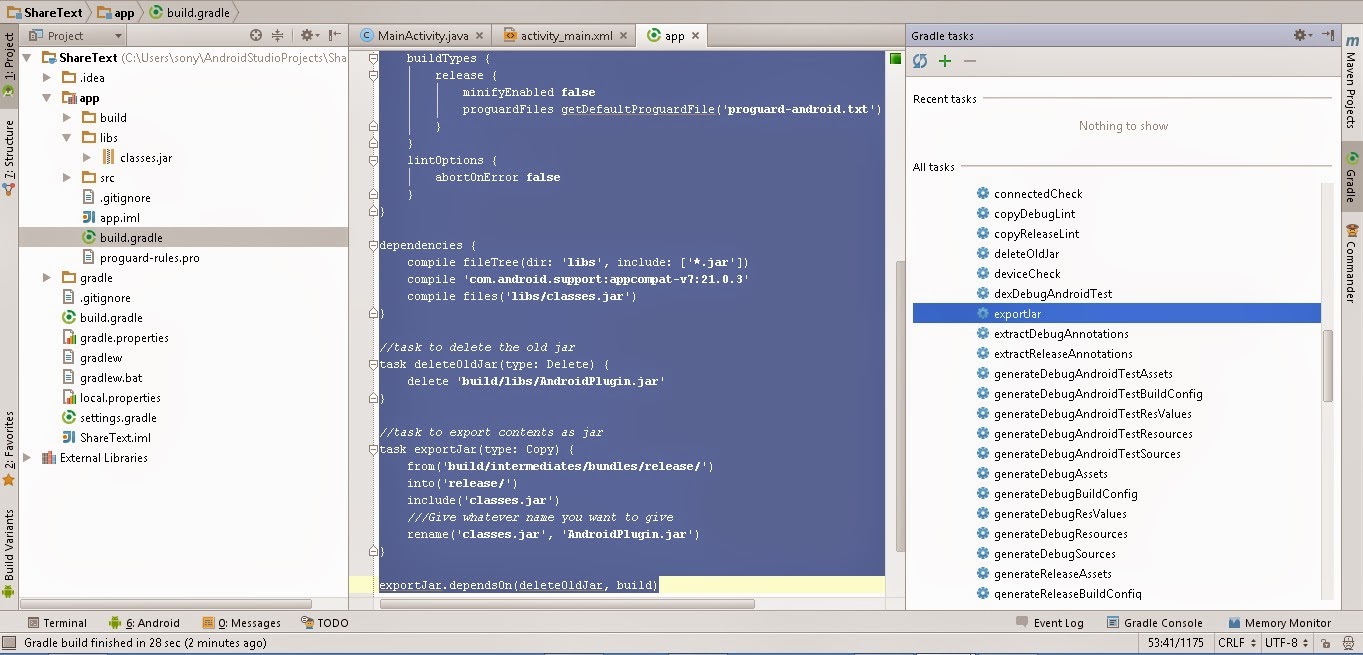 ShareText app build.gradle
Project
MainActivity.java activity_main.xml app
Gradle tasks
1: Project
7: Structure
2: Favorites
Build Variants
ShareText (C:\Users\sony\AndroidStudioProjects\Sha
.idea
app
build
libs
classes.jar
src
.gitignore
app.iml
build.gradle
proguard-rules.pro
gradle
.gitignore
build.gradle
gradle.properties
gradlew
gradlew.bat
local.properties
settings.gradle
ShareText.iml
External Libraries
buildTypes {
release {
minifyEnabled false
proguardFiles getDefaultProguardFile('proguard-android.txt')
}
}
lintOptions {
abortOnError false
}
}
dependencies {
compile fileTree(dir: 'libs', include: ['*.jar'])
compile 'com.android.support:appcompat-v7:21.0.3'
compile files('libs/classes.jar')
}
//task to delete the old jar
task deleteOldJar(type: Delete) {
delete 'build/libs/AndroidPlugin.jar'
}
//task to export contents as jar
task exportJar(type: Copy) {
from('build/intermediates/bundles/release/')
into('release/')
include('classes.jar')
///Give whatever name you want to give
rename('classes.jar', 'AndroidPlugin.jar')
}
exportJar.dependsOn(deleteOldJar, build)
Recent tasks
Nothing to show
All tasks
connectedCheck
copyDebugLint
copyReleaseLint
deleteOldJar
deviceCheck
dexDebugAndroidTest
exportJar
extractDebugAnnotations
extractReleaseAnnotations
generateDebugAndroidTestAssets
generateDebugAndroidTestBuildConfig
generateDebugAndroidTestResValues
generateDebugAndroidTestResources
generateDebugAndroidTestSources
generateDebugAssets
generateDebugBuildConfig
generateDebugResValues
generateDebugResources
generateDebugSources
generateReleaseAssets
generateReleaseBuildConfig
m
Maven Projects
Gradle
Commander
Terminal 6: Android 0: Messages TODO Event Log Gradle Console Memory Monitor
Gradle build finished in 28 sec (2 minutes ago) 53:41/1175 CRLF UTF-8